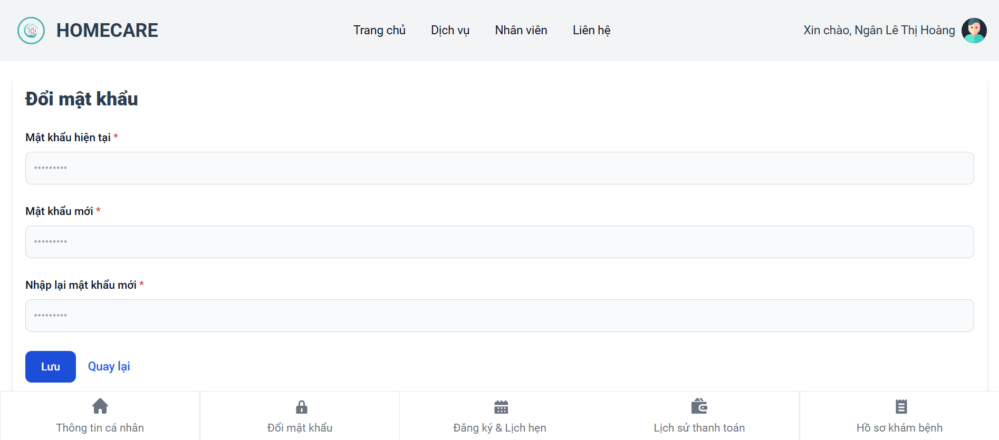 HOMECARE
Trang chủ
Dịch vụ
Nhân viên
Liên hệ
Xin chào, Ngân Lê Thị Hoàng
Đổi mật khẩu
Mật khẩu hiện tại *
•••••••••
Mật khẩu mới *
•••••••••
Nhập lại mật khẩu mới *
•••••••••
Lưu
Quay lại
Thông tin cá nhân
Đổi mật khẩu
Đăng ký & Lịch hẹn
Lịch sử thanh toán
Hồ sơ khám bệnh